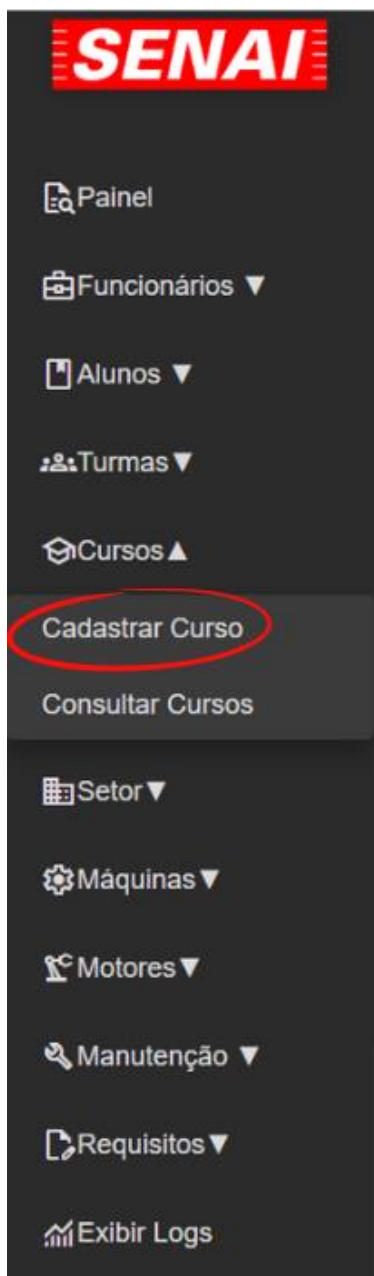 SENAI
Painel
Funcionários ▼
Alunos ▼
Turmas▼
Cursos▲
Cadastrar Curso
Consultar Cursos
Setor▼
Máquinas▼
Motores▼
Manutenção ▼
Requisitos▼
Exibir Logs